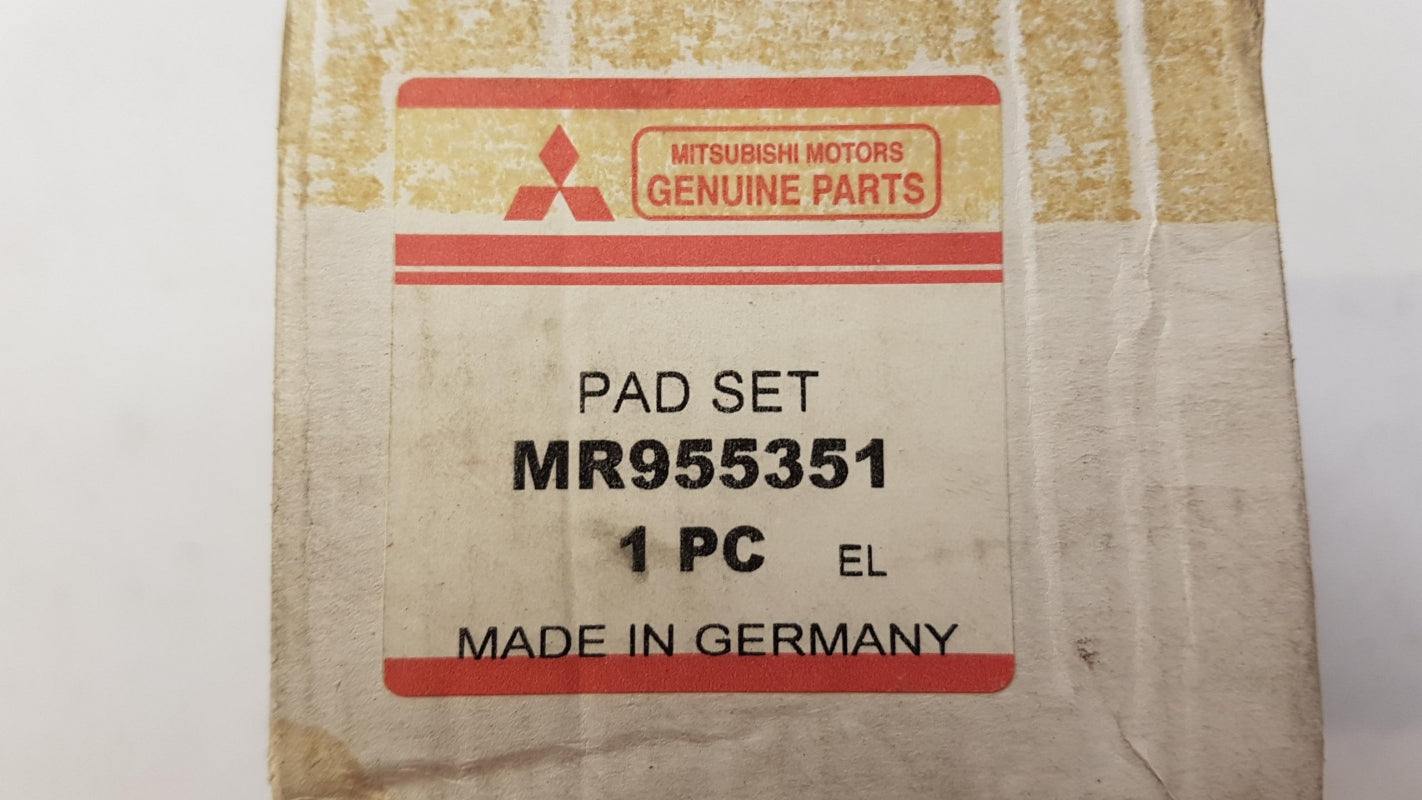 MITSUBISHI MOTORS
GENUINE PARTS
PAD SET
MR955351
1 PC EL
MADE IN GERMANY